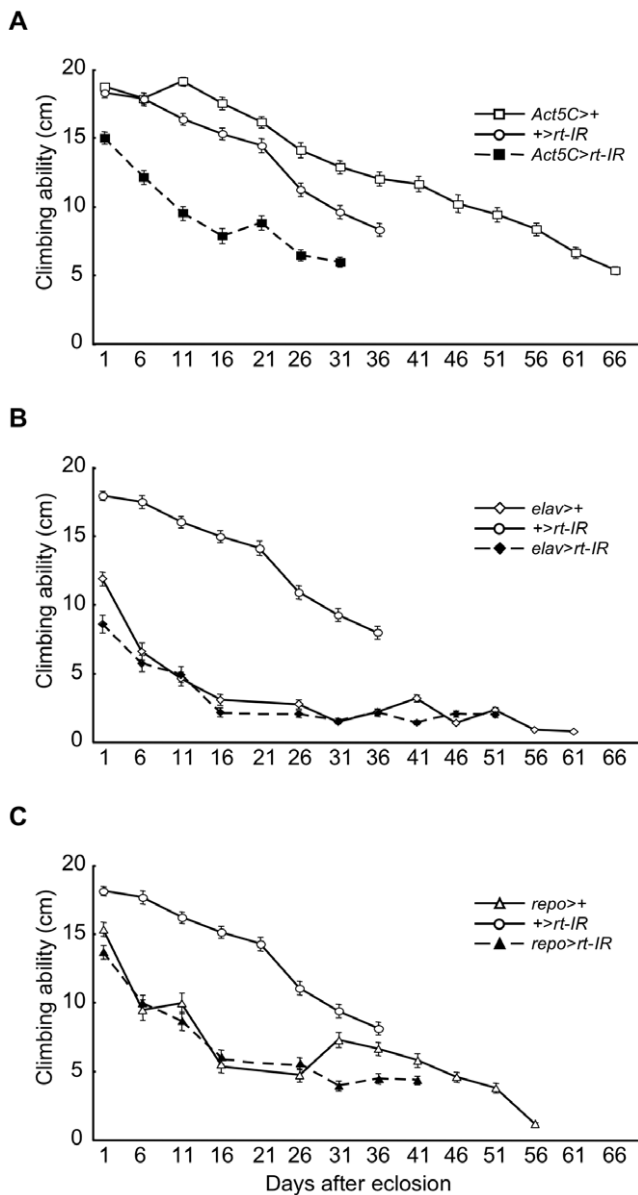 A
Climbing ability (cm)
20
15
10
5
0
Act5C>+
+>rt-IR
Act5C>rt-IR
1 6 11 16 21 26 31 36 41 46 51 56 61 66
B
Climbing ability (cm)
20
15
10
5
0
elav>+
+>rt-IR
elav>rt-IR
1 6 11 16 21 26 31 36 41 46 51 56 61 66
C
Climbing ability (cm)
20
15
10
5
0
repo>+
+>rt-IR
repo>rt-IR
1 6 11 16 21 26 31 36 41 46 51 56 61 66
Days after eclosion